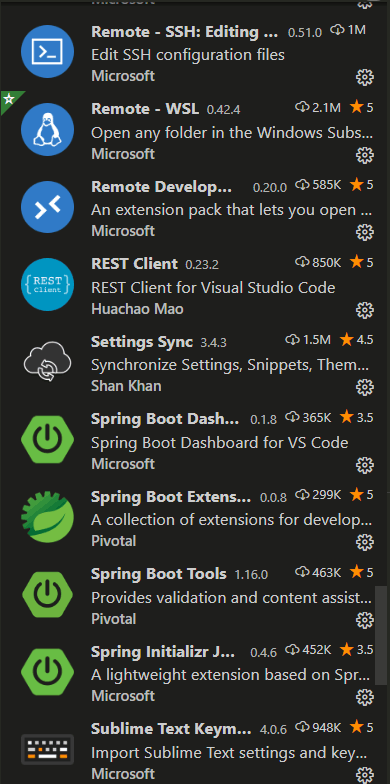 Remote - SSH: Editing ... 0.51.0 1M
Edit SSH configuration files
Microsoft
Remote - WSL 0.42.4 2.1M 5
Open any folder in the Windows Subs...
Microsoft
Remote Develop... 0.20.0 585K 5
An extension pack that lets you open ...
Microsoft
REST Client
REST Client 0.23.2 850K 5
REST Client for Visual Studio Code
Huachao Mao
Settings Sync 3.4.3 1.5M 4.5
Synchronize Settings, Snippets, Them...
Shan Khan
Spring Boot Dash... 0.1.8 365K 3.5
Spring Boot Dashboard for VS Code
Microsoft
Spring Boot Extens... 0.0.8 299K 5
A collection of extensions for develop...
Pivotal
Spring Boot Tools 1.16.0 463K 5
Provides validation and content assist...
Pivotal
Spring Initializr J... 0.4.6 452K 3.5
A lightweight extension based on Spr...
Microsoft
Sublime Text Keym... 4.0.6 948K 5
Import Sublime Text settings and key...
Microsoft